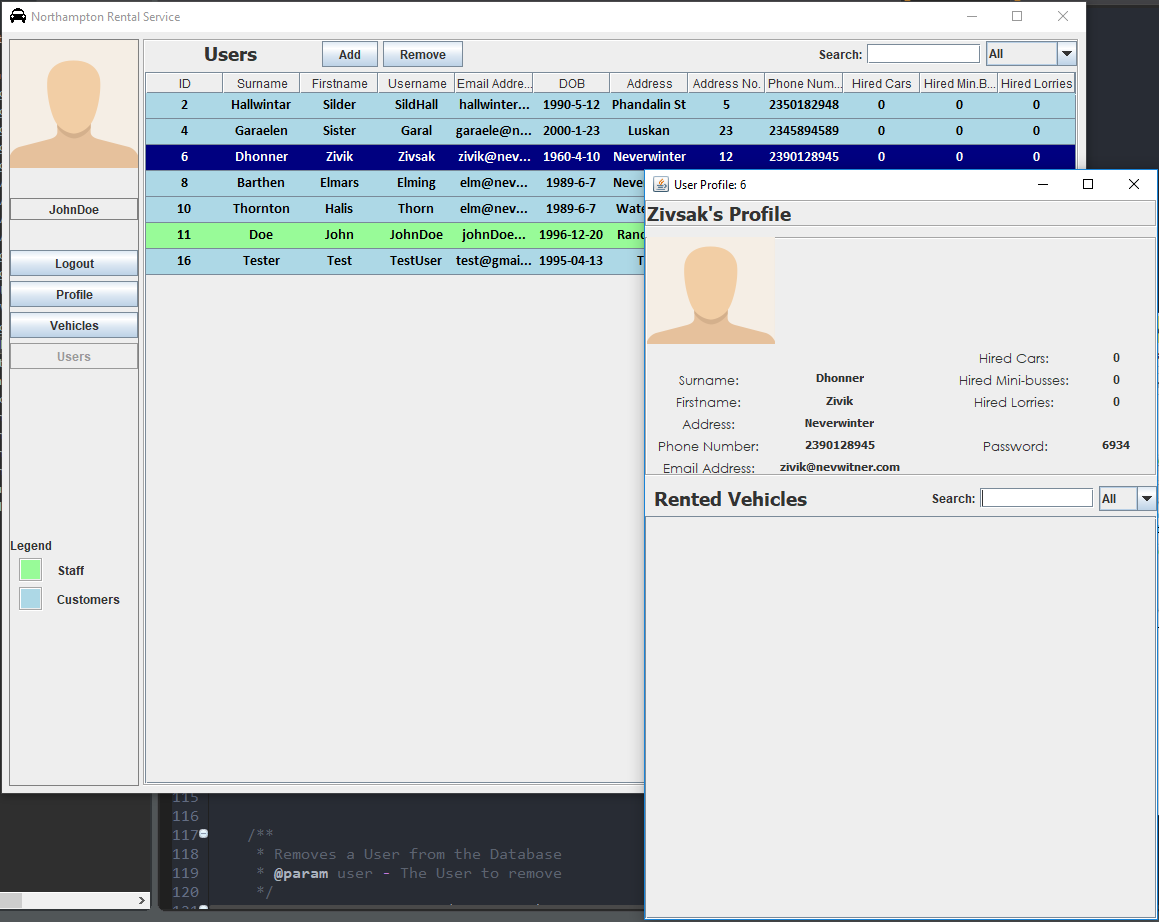 Northampton Rental Service
Users Add Remove Search: All
ID Surname Firstname Username Email Addre... DOB Address Address No. Phone Num... Hired Cars Hired Min.B... Hired Lorries
2 Hallwintar Silder SildHall hallwinter... 1990-5-12 Phandalin St 5 2350182948 0 0 0
4 Garaelen Sister Garal garaele@n... 2000-1-23 Luskan 23 2345894589 0 0 0
6 Dhonner Zivik Zivsak zivik@nev... 1960-4-10 Neverwinter 12 2390128945 0 0 0
8 Barthen Elmars Elming elm@nev... 1989-6-7 Neve
10 Thornton Halis Thorn elm@nev... 1989-6-7 Wate
11 Doe John JohnDoe johnDoe... 1996-12-20 Rand
16 Tester Test TestUser test@gmai... 1995-04-13 T
JohnDoe
Logout
Profile
Vehicles
Users
Legend
Staff
Customers
User Profile: 6
Zivsak's Profile
Hired Cars: 0
Surname: Dhonner Hired Mini-busses: 0
Firstname: Zivik Hired Lorries: 0
Address: Neverwinter
Phone Number: 2390128945 Password: 6934
Email Address: zivik@nevwitner.com
Rented Vehicles Search: All
115
116
117 /**
118 * Removes a User from the Database
119 * @param user - The User to remove
120 */